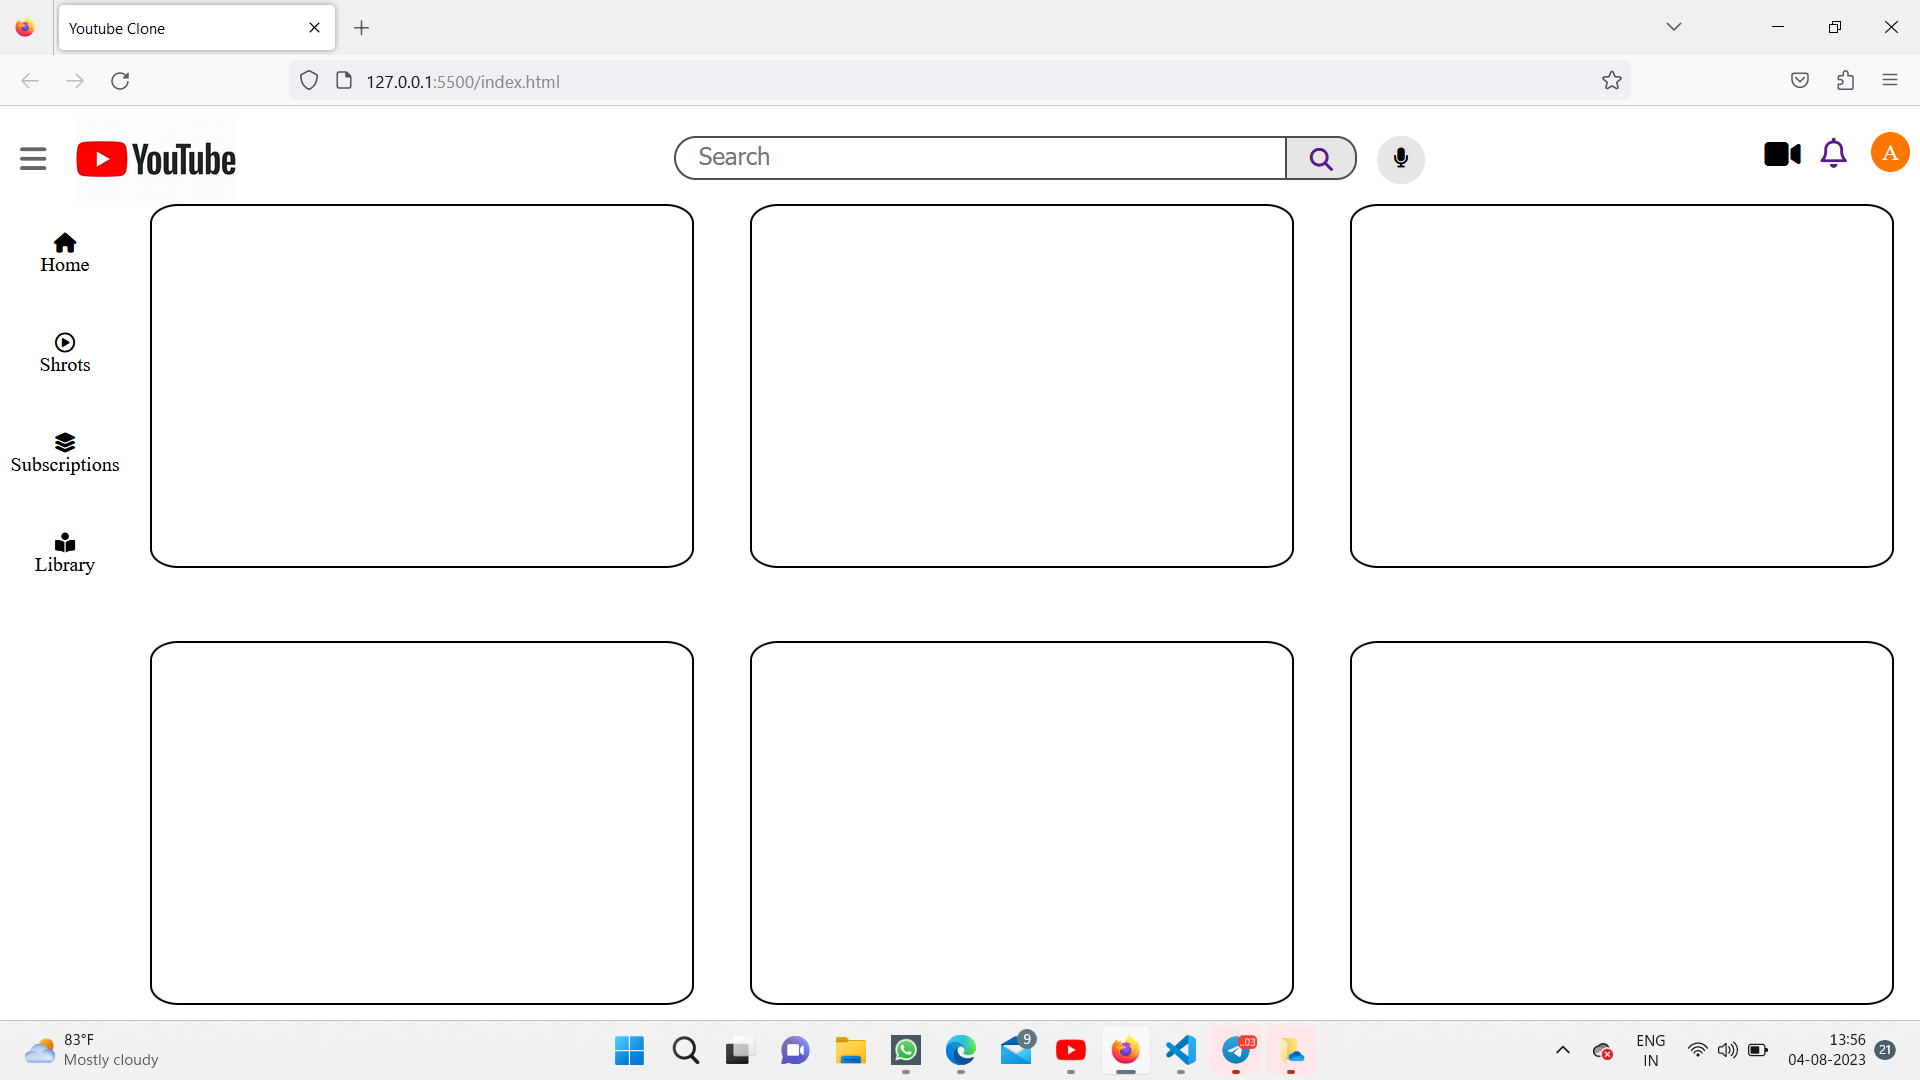 Youtube Clone
127.0.0.1:5500/index.html
YouTube
Search
A
Home
Shrots
Subscriptions
Library
83°F
Mostly cloudy
9
.03
ENG
IN
13:56
04-08-2023
21